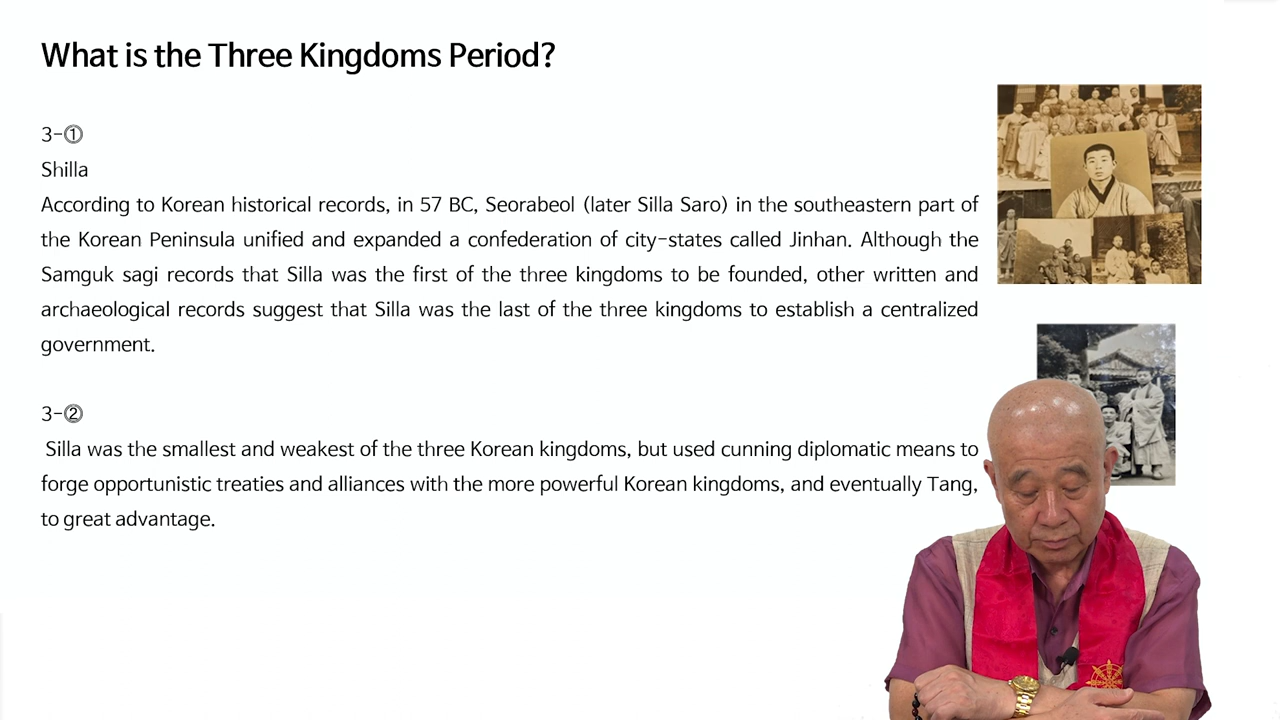 What is the Three Kingdoms Period?
3-①
Shilla
According to Korean historical records, in 57 BC, Seorabeol (later Silla Saro) in the southeastern part of
the Korean Peninsula unified and expanded a confederation of city-states called Jinhan. Although the
Samguk sagi records that Silla was the first of the three kingdoms to be founded, other written and
archaeological records suggest that Silla was the last of the three kingdoms to establish a centralized
government.
3-②
Silla was the smallest and weakest of the three Korean kingdoms, but used cunning diplomatic means to
forge opportunistic treaties and alliances with the more powerful Korean kingdoms, and eventually Tang,
to great advantage.